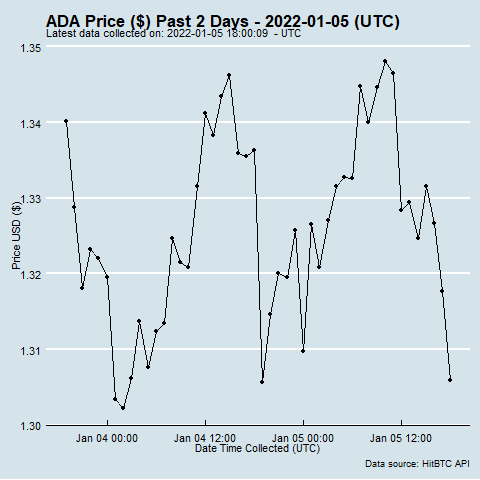 ADA Price ($) Past 2 Days - 2022-01-05 (UTC)
Latest data collected on: 2022-01-05 18:00:09 - UTC
1.35
1.34
1.33
1.32
1.31
1.30
Price USD ($)
Jan 04 00:00
Jan 04 12:00
Jan 05 00:00
Jan 05 12:00
Date Time Collected (UTC)
Data source: HitBTC API